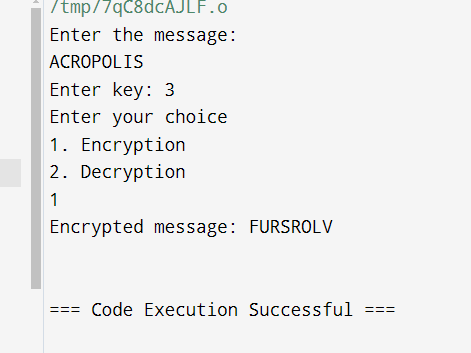 /tmp/7qC8dcAJLF.o
Enter the message:
ACROPOLIS
Enter key: 3
Enter your choice
1. Encryption
2. Decryption
1
Encrypted message: FURSROLV
=== Code Execution Successful ===